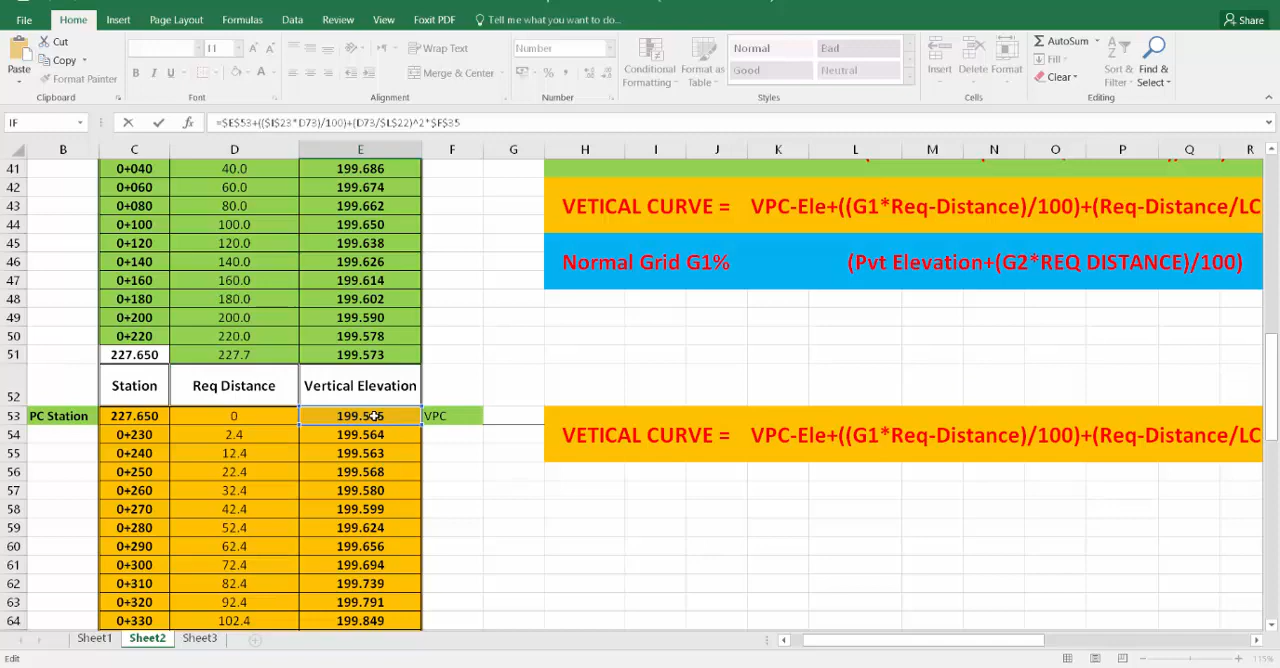 File Home Insert Page Layout Formulas Data Review View Foxit PDF Tell me what you want to do... Share
Cut
Copy
Format Painter
Paste
11
Wrap Text
Merge & Center
Number
Conditional Formatting
Format as Table
Normal Bad
Good Neutral
Insert Delete Format
AutoSum
Fill
Clear
Sort & Filter
Find & Select
Clipboard Font Alignment Number Styles Cells Editing
IF =$E$53+(($I$23*D73)/100)+(D73/$L$22)^2*$F$35
B C D E F G H I J K L M N O P Q R
41 0+040 40.0 199.686
42 0+060 60.0 199.674
43 0+080 80.0 199.662 VETICAL CURVE = VPC-Ele+((G1*Req-Distance)/100)+(Req-Distance/LC
44 0+100 100.0 199.650
45 0+120 120.0 199.638
46 0+140 140.0 199.626 Normal Grid G1% (Pvt Elevation+(G2*REQ DISTANCE)/100)
47 0+160 160.0 199.614
48 0+180 180.0 199.602
49 0+200 200.0 199.590
50 0+220 220.0 199.578
51 227.650 227.7 199.573
52 Station Req Distance Vertical Elevation
53 PC Station 227.650 0 VPC
54 0+230 2.4 199.564 VETICAL CURVE = VPC-Ele+((G1*Req-Distance)/100)+(Req-Distance/LC
55 0+240 12.4 199.563
56 0+250 22.4 199.568
57 0+260 32.4 199.580
58 0+270 42.4 199.599
59 0+280 52.4 199.624
60 0+290 62.4 199.656
61 0+300 72.4 199.694
62 0+310 82.4 199.739
63 0+320 92.4 199.791
64 0+330 102.4 199.849
Sheet1 Sheet2 Sheet3
Edit 115%